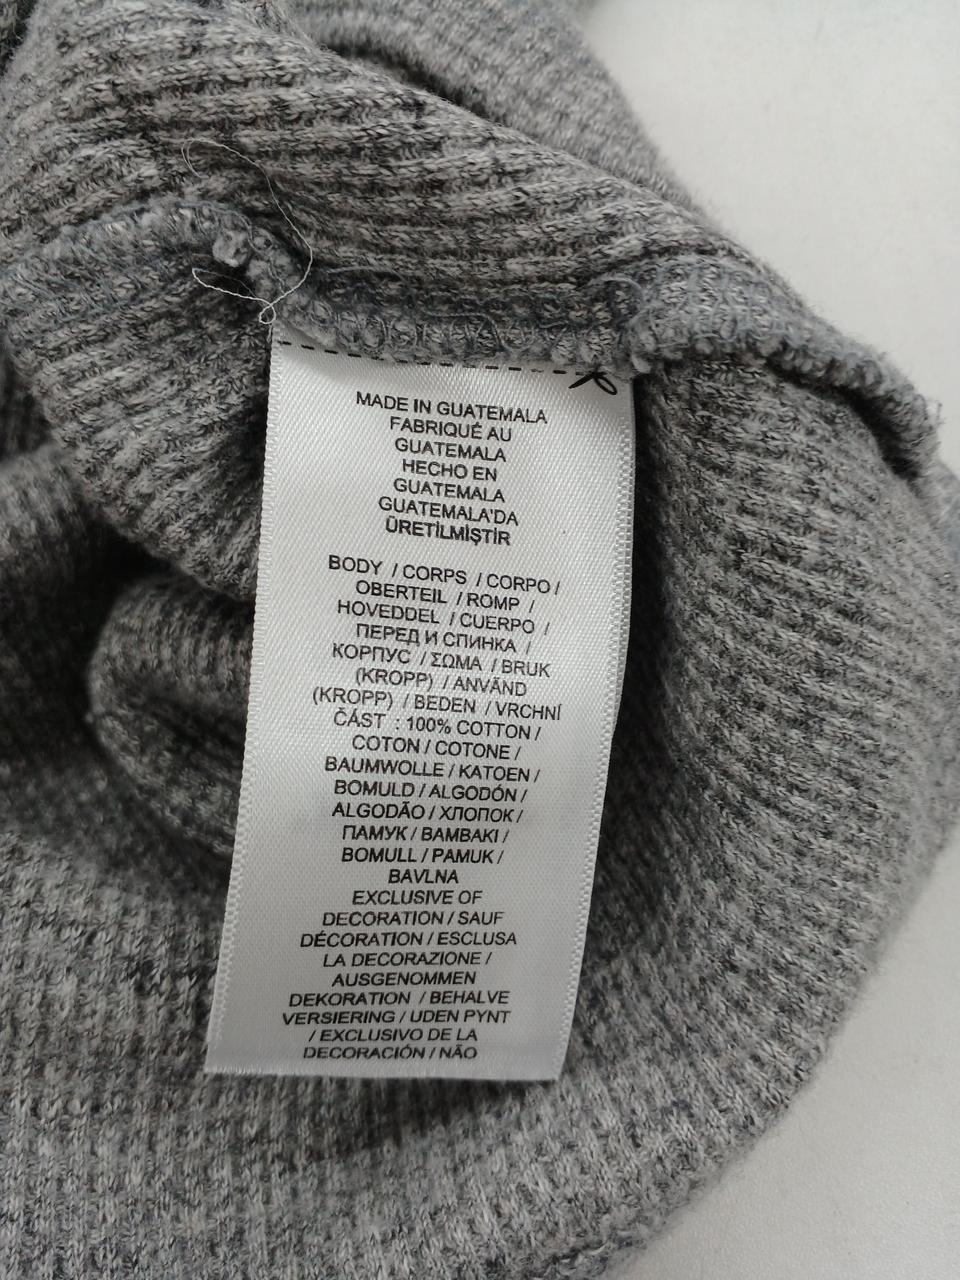 MADE IN GUATEMALA
FABRIQUÉ AU
GUATEMALA
HECHO EN
GUATEMALA
GUATEMALA'DA
ÜRETİLMİŞTİR
BODY / CORPS / CORPO /
OBERTEIL / ROMP /
HOVEDDEL / CUERPO /
ПЕРЕД И СПИНКА /
КОРПУС / ΣΩΜΑ / BRUK
(KROPP) / ANVÄND
(KROPP) / BEDEN / VRCHNÍ
ČÁST : 100% COTTON /
COTON / COTONE /
BAUMWOLLE / KATOEN /
BOMULD / ALGODÓN /
ALGODÃO / ХЛОПОК /
ПАМУК / ΒΑΜΒΑΚΙ /
BOMULL / PAMUK /
BAVLNA
EXCLUSIVE OF
DECORATION / SAUF
DÉCORATION / ESCLUSA
LA DECORAZIONE /
AUSGENOMMEN
DEKORATION / BEHALVE
VERSIERING / UDEN PYNT
/ EXCLUSIVO DE LA
DECORACIÓN / NÃO